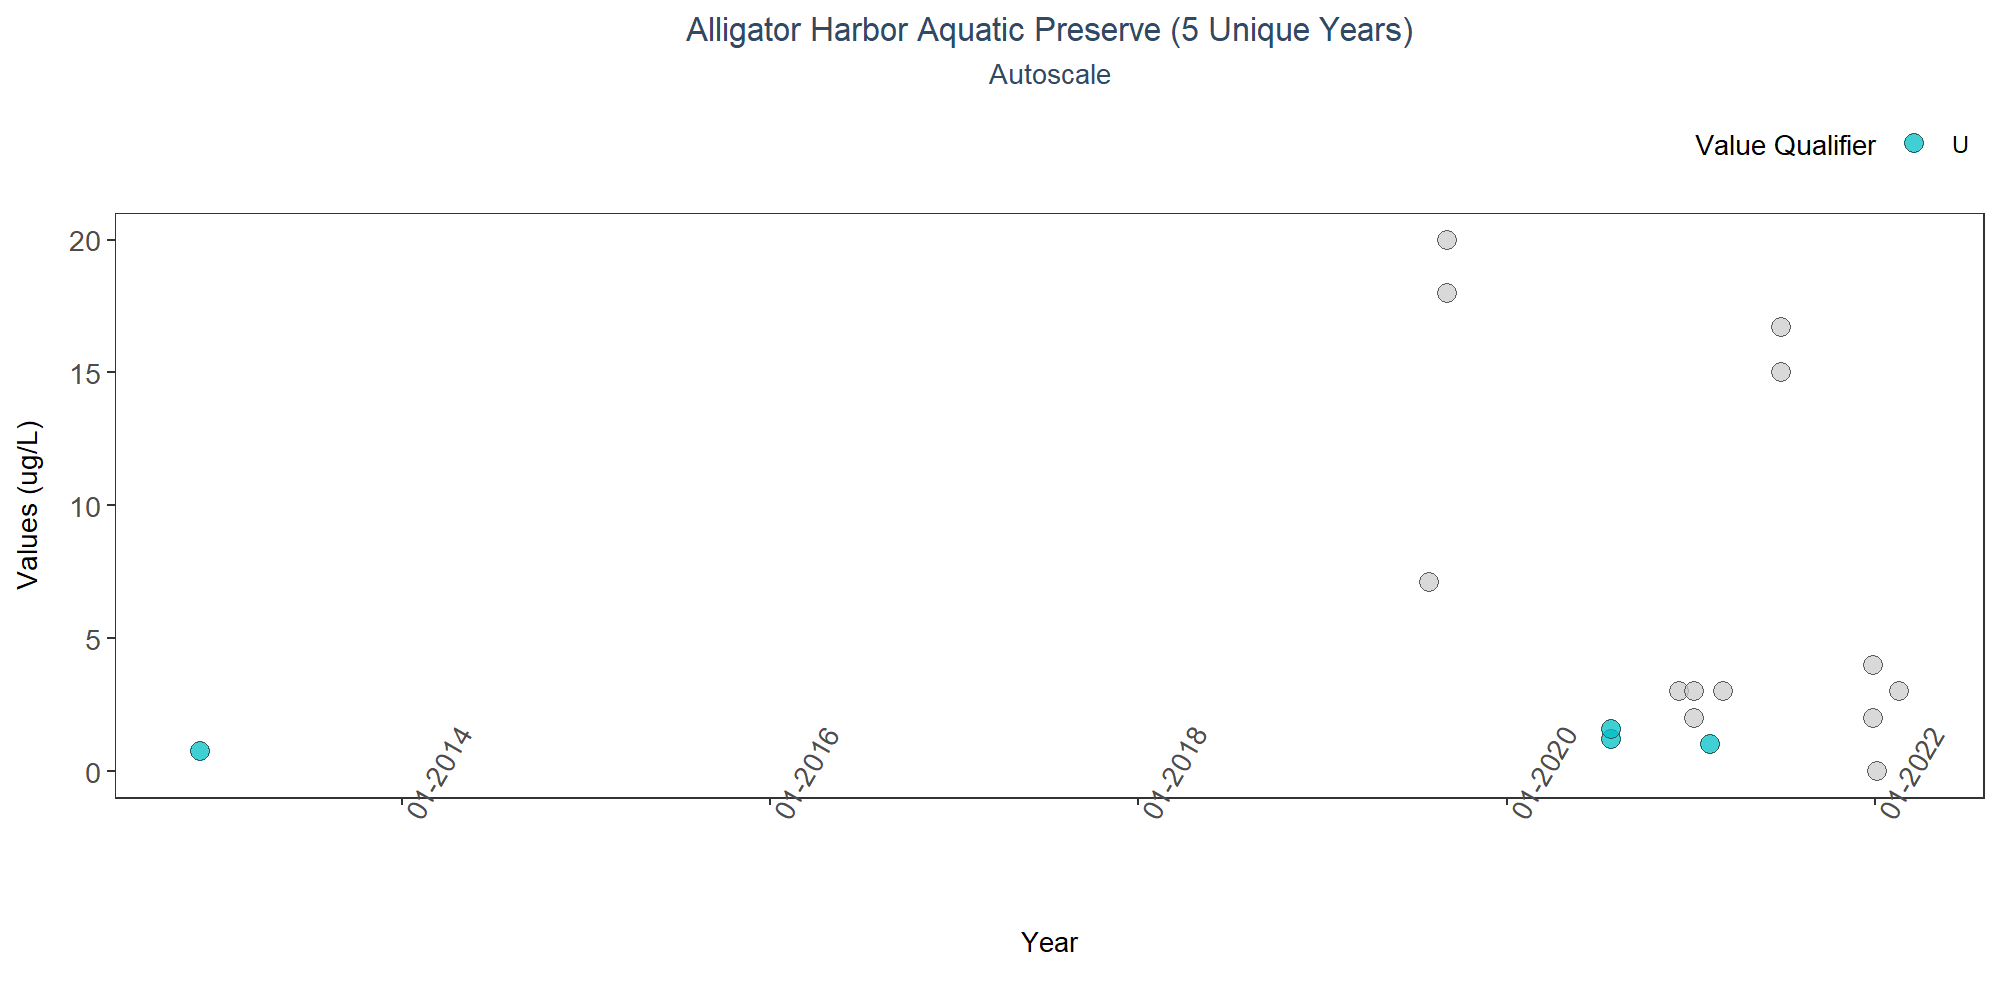 Alligator Harbor Aquatic Preserve (5 Unique Years)
Autoscale
Value Qualifier U
Values (ug/L)
20
15
10
5
0
01-2014 01-2016 01-2018 01-2020 01-2022
Year